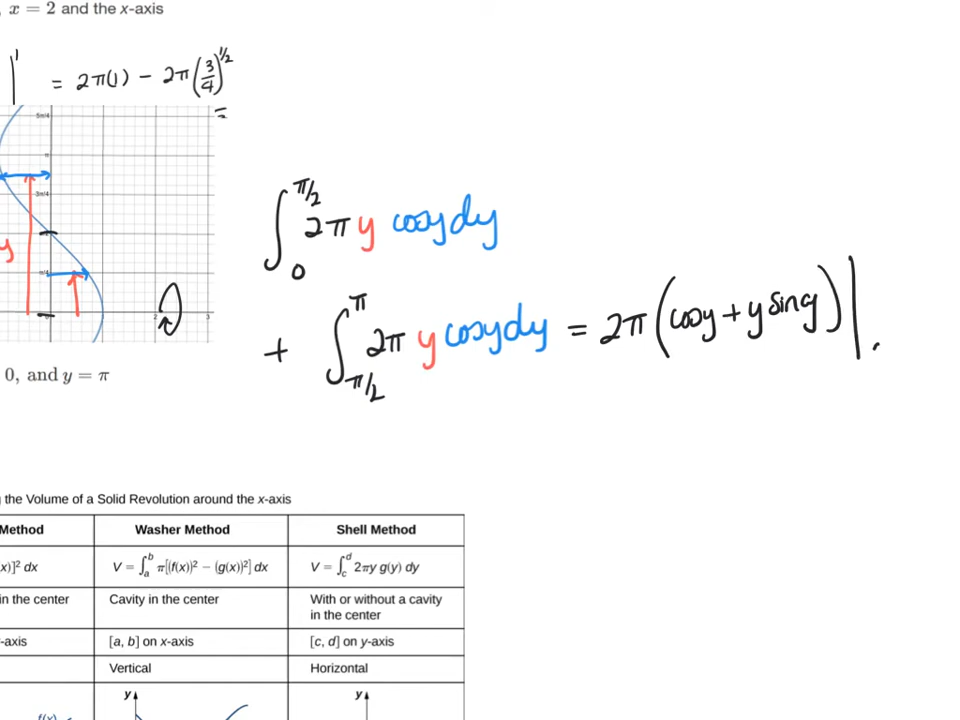 , x = 2 and the x-axis
= 2π(1) − 2π(3/4)^1/2
=
5π/4
π
3π/4
π/4
2
3
y
∫_0^π/2 2π y cosy dy
+ ∫_π/2^π 2π y cosy dy = 2π(cosy + y siny)|.
0, and y = π
the Volume of a Solid Revolution around the x-axis
Method Washer Method Shell Method
x)]² dx V = ∫_a^b π[(f(x))² − (g(x))²] dx V = ∫_c^d 2πy g(y) dy
in the center Cavity in the center With or without a cavity
in the center
-axis [a, b] on x-axis [c, d] on y-axis
Vertical Horizontal
y y
f(x)